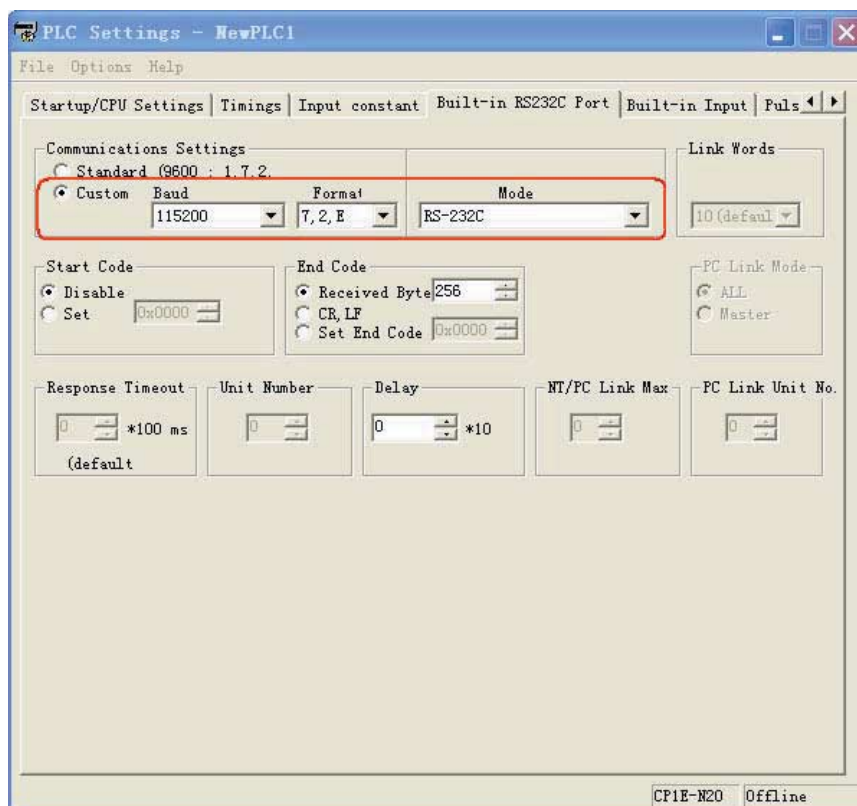 PLC Settings - NewPLC1
File Options Help
Startup/CPU Settings Timings Input constant Built-in RS232C Port Built-in Input Puls
Communications Settings Link Words
Standard (9600 : 1,7,2,
Custom Baud Format Mode
115200 7,2,E RS-232C 10 (defaul
Start Code End Code PC Link Mode
Disable Received Byte 256 ALL
Set 0x0000 CR, LF Master
Set End Code 0x0000
Response Timeout Unit Number Delay NT/PC Link Max PC Link Unit No.
0 *100 ms 0 0 *10 0 0
(default
CP1E-N20 Offline